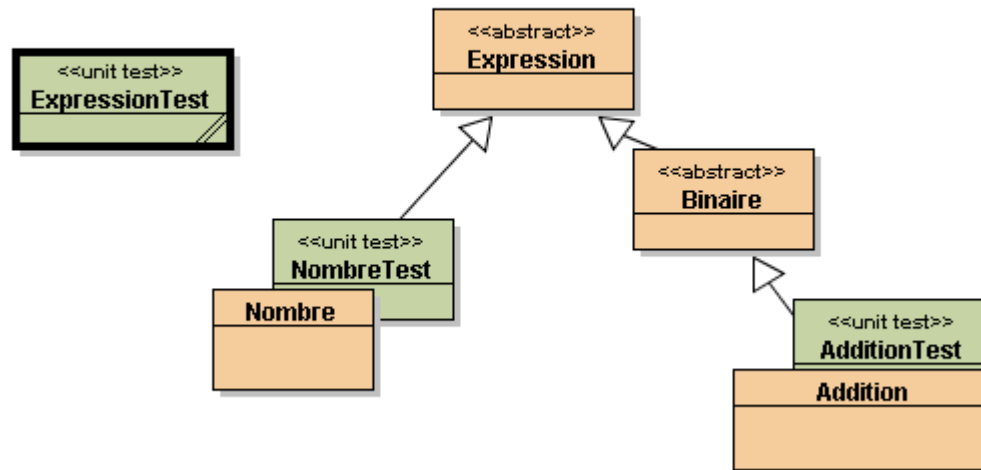 <<abstract>>
Expression
<<unit test>>
ExpressionTest
<<abstract>>
Binaire
<<unit test>>
NombreTest
Nombre
<<unit test>>
AdditionTest
Addition